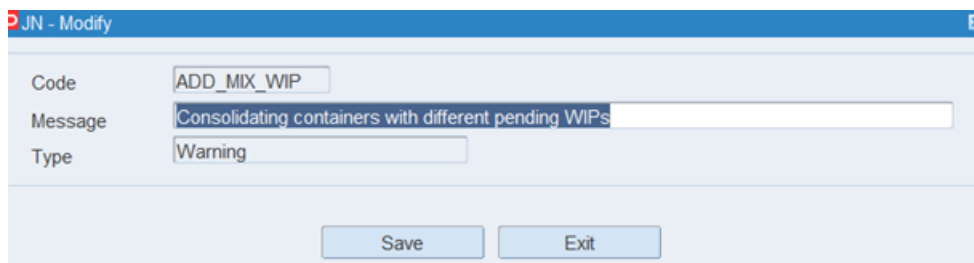 JN - Modify
Code ADD_MIX_WIP
Message Consolidating containers with different pending WIPs
Type Warning
Save Exit